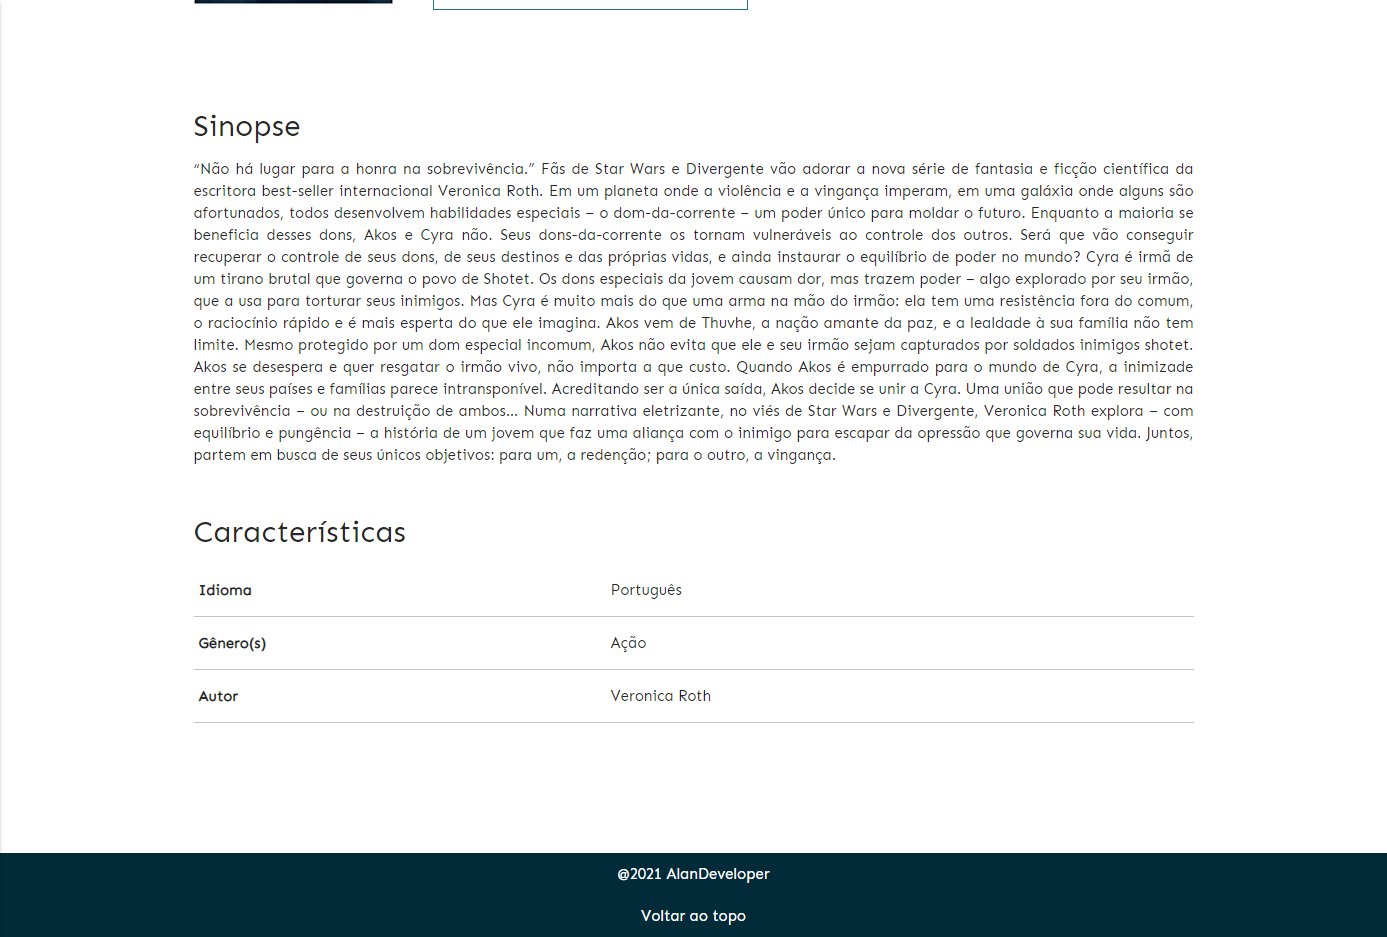 Sinopse
“Não há lugar para a honra na sobrevivência.” Fãs de Star Wars e Divergente vão adorar a nova série de fantasia e ficção científica da
escritora best-seller internacional Veronica Roth. Em um planeta onde a violência e a vingança imperam, em uma galáxia onde alguns são
afortunados, todos desenvolvem habilidades especiais – o dom-da-corrente – um poder único para moldar o futuro. Enquanto a maioria se
beneficia desses dons, Akos e Cyra não. Seus dons-da-corrente os tornam vulneráveis ao controle dos outros. Será que vão conseguir
recuperar o controle de seus dons, de seus destinos e das próprias vidas, e ainda instaurar o equilíbrio de poder no mundo? Cyra é irmã de
um tirano brutal que governa o povo de Shotet. Os dons especiais da jovem causam dor, mas trazem poder – algo explorado por seu irmão,
que a usa para torturar seus inimigos. Mas Cyra é muito mais do que uma arma na mão do irmão: ela tem uma resistência fora do comum,
o raciocínio rápido e é mais esperta do que ele imagina. Akos vem de Thuvhe, a nação amante da paz, e a lealdade à sua família não tem
limite. Mesmo protegido por um dom especial incomum, Akos não evita que ele e seu irmão sejam capturados por soldados inimigos shotet.
Akos se desespera e quer resgatar o irmão vivo, não importa a que custo. Quando Akos é empurrado para o mundo de Cyra, a inimizade
entre seus países e famílias parece intransponível. Acreditando ser a única saída, Akos decide se unir a Cyra. Uma união que pode resultar na
sobrevivência – ou na destruição de ambos... Numa narrativa eletrizante, no viés de Star Wars e Divergente, Veronica Roth explora – com
equilíbrio e pungência – a história de um jovem que faz uma aliança com o inimigo para escapar da opressão que governa sua vida. Juntos,
partem em busca de seus únicos objetivos: para um, a redenção; para o outro, a vingança.
Características
Idioma Português
Gênero(s) Ação
Autor Veronica Roth
@2021 AlanDeveloper
Voltar ao topo